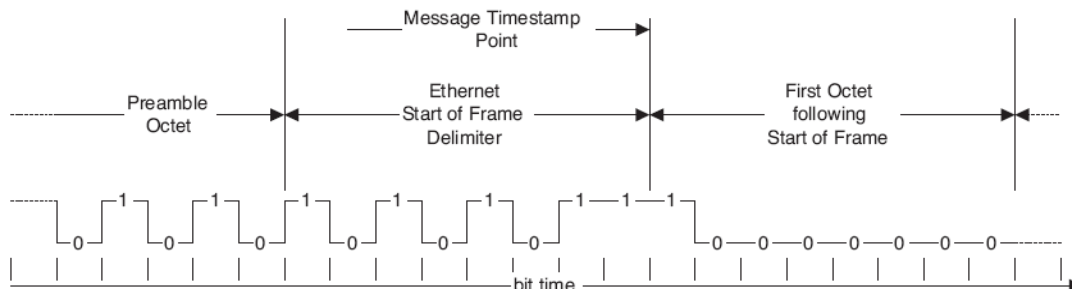 Message Timestamp
Point
Preamble
Octet
Ethernet
Start of Frame
Delimiter
First Octet
following
Start of Frame
0 1 0 1 0 1 0 1 0 1 0 1 1 1 0 0 0 0 0 0 0
bit time